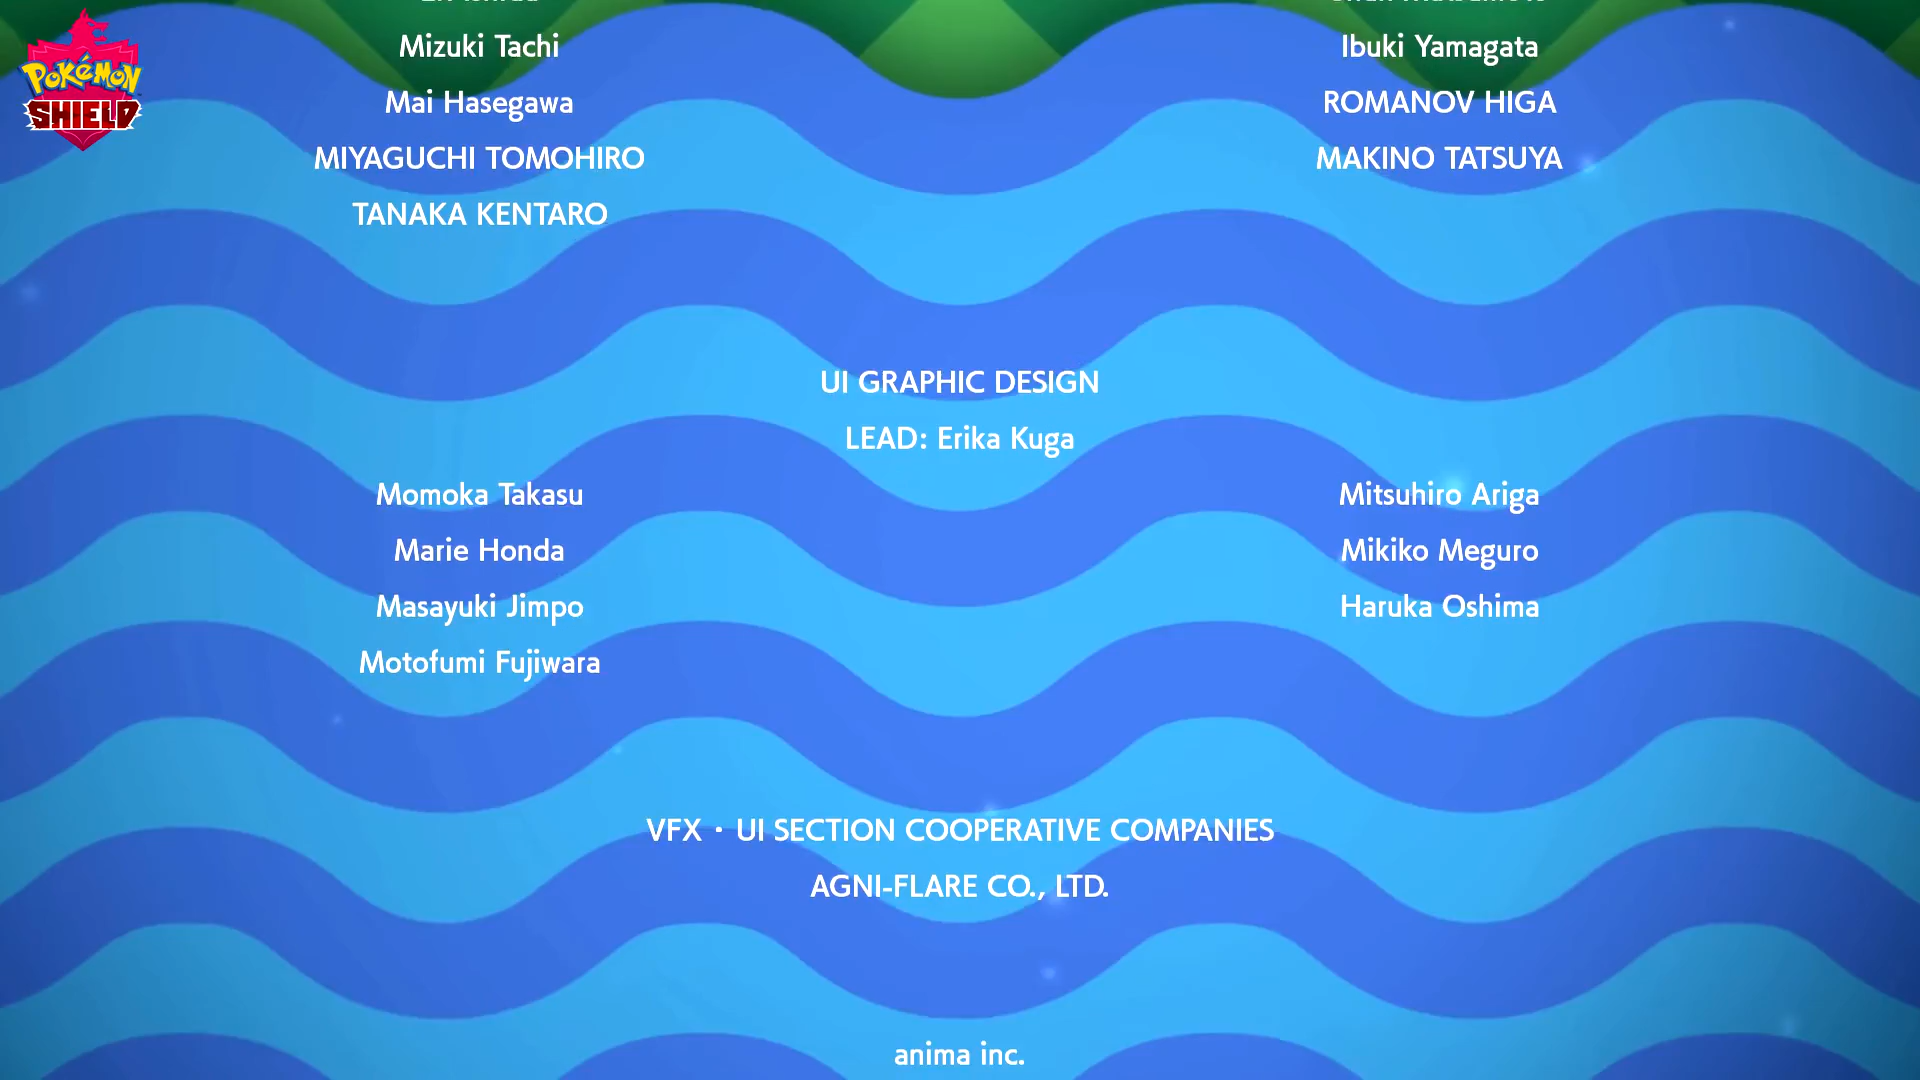 POKéMON
SHIELD
Mizuki Tachi
Ibuki Yamagata
Mai Hasegawa
ROMANOV HIGA
MIYAGUCHI TOMOHIRO
MAKINO TATSUYA
TANAKA KENTARO
UI GRAPHIC DESIGN
LEAD: Erika Kuga
Momoka Takasu
Mitsuhiro Ariga
Marie Honda
Mikiko Meguro
Masayuki Jimpo
Haruka Oshima
Motofumi Fujiwara
VFX・UI SECTION COOPERATIVE COMPANIES
AGNI-FLARE CO., LTD.
anima inc.